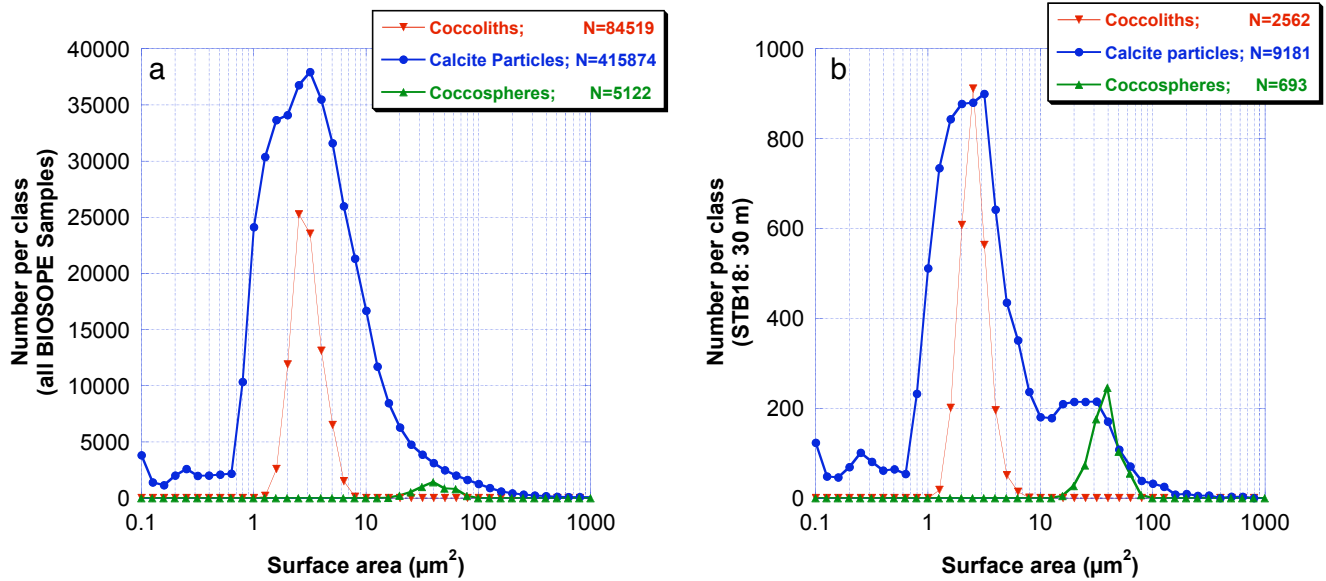 Coccoliths; N=84519
Calcite Particles; N=415874
Coccospheres; N=5122
a
40000
35000
30000
25000
20000
15000
10000
5000
0
Number per class
(all BIOSOPE Samples)
0.1 1 10 100 1000
Surface area (µm²)
Coccoliths; N=2562
Calcite particles; N=9181
Coccospheres; N=693
b
1000
800
600
400
200
0
Number per class
(STB18: 30 m)
0.1 1 10 100 1000
Surface area (µm²)